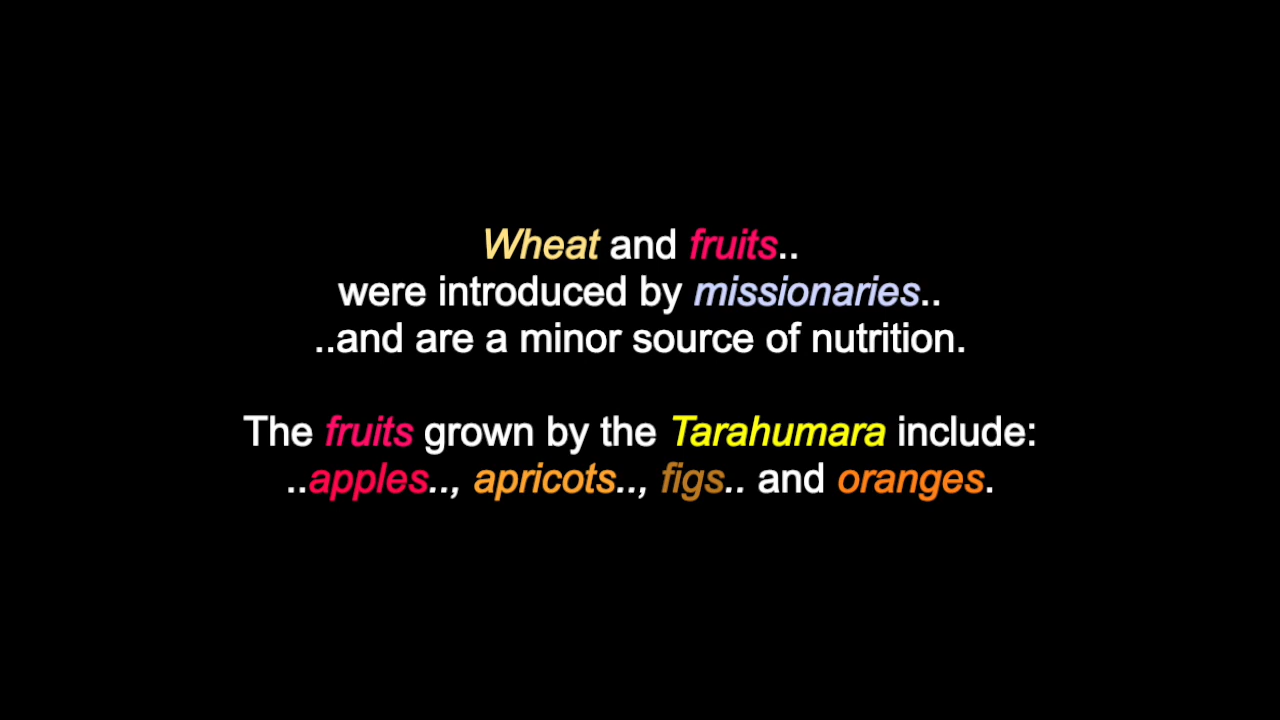 Wheat and fruits..
were introduced by missionaries..
..and are a minor source of nutrition.
The fruits grown by the Tarahumara include:
..apples.., apricots.., figs.. and oranges.